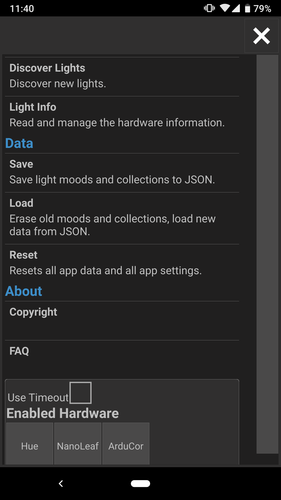 11:40
79%
Discover Lights
Discover new lights.
Light Info
Read and manage the hardware information.
Data
Save
Save light moods and collections to JSON.
Load
Erase old moods and collections, load new
data from JSON.
Reset
Resets all app data and all app settings.
About
Copyright
FAQ
Use Timeout
Enabled Hardware
Hue
NanoLeaf
ArduCor